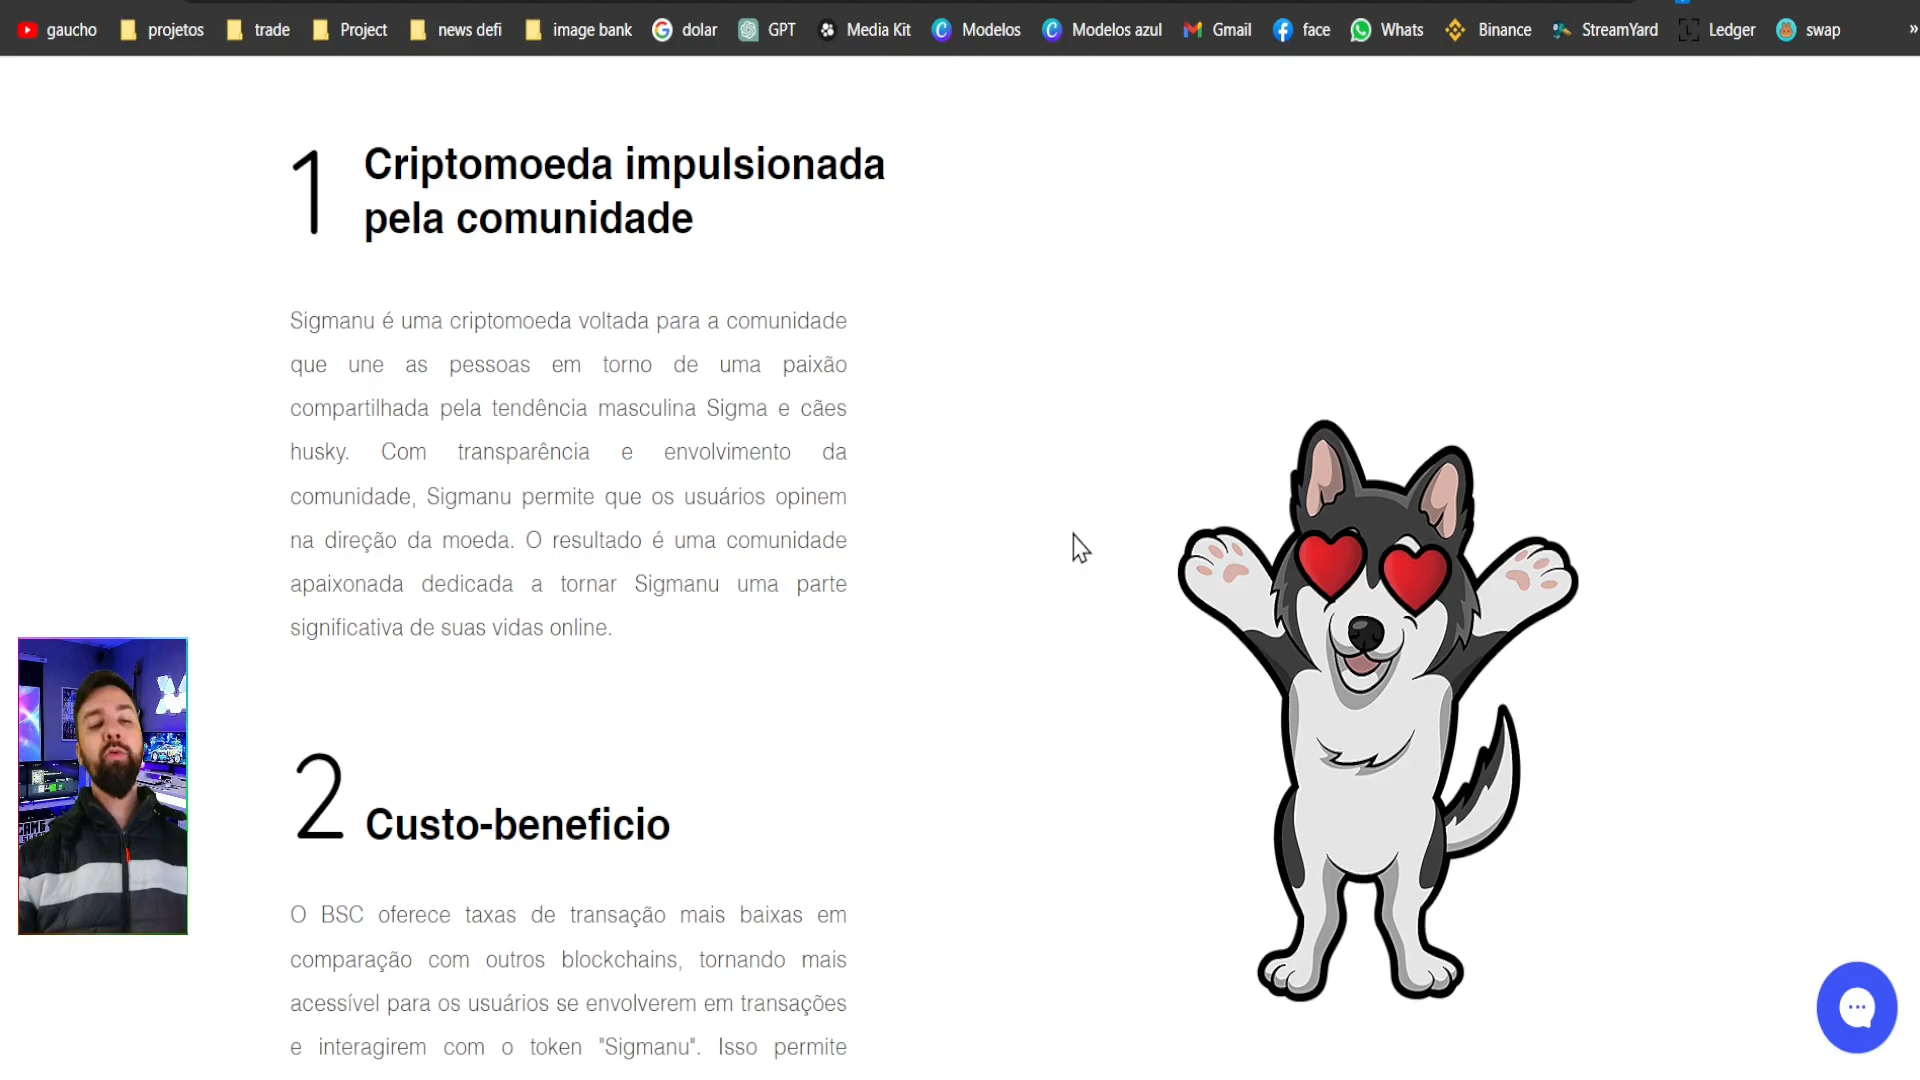 gaucho projetos trade Project news defi image bank dolar GPT Media Kit Modelos Modelos azul Gmail face Whats Binance StreamYard Ledger swap »
1 Criptomoeda impulsionada
pela comunidade
Sigmanu é uma criptomoeda voltada para a comunidade
que une as pessoas em torno de uma paixão
compartilhada pela tendência masculina Sigma e cães
husky. Com transparência e envolvimento da
comunidade, Sigmanu permite que os usuários opinem
na direção da moeda. O resultado é uma comunidade
apaixonada dedicada a tornar Sigmanu uma parte
significativa de suas vidas online.
2 Custo-beneficio
O BSC oferece taxas de transação mais baixas em
comparação com outros blockchains, tornando mais
acessível para os usuários se envolverem em transações
e interagirem com o token "Sigmanu". Isso permite